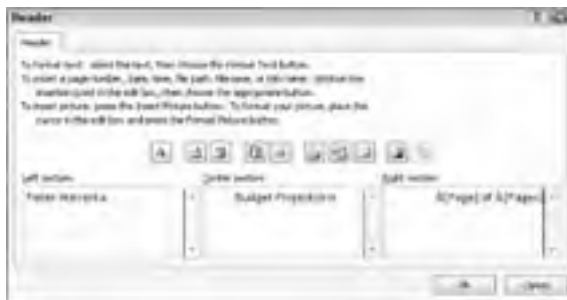 Header
Header
To format text: select the text, then choose the Format Text button.
To insert a page number, date, time, file path, filename, or tab name: position the
insertion point in the edit box, then choose the appropriate button.
To insert picture: press the Insert Picture button. To format your picture, place the
cursor in the edit box and press the Format Picture button.
Left section:
Center section:
Right section:
Peter
Budget Projections
&[Page] of &[Pages]
OK
Cancel